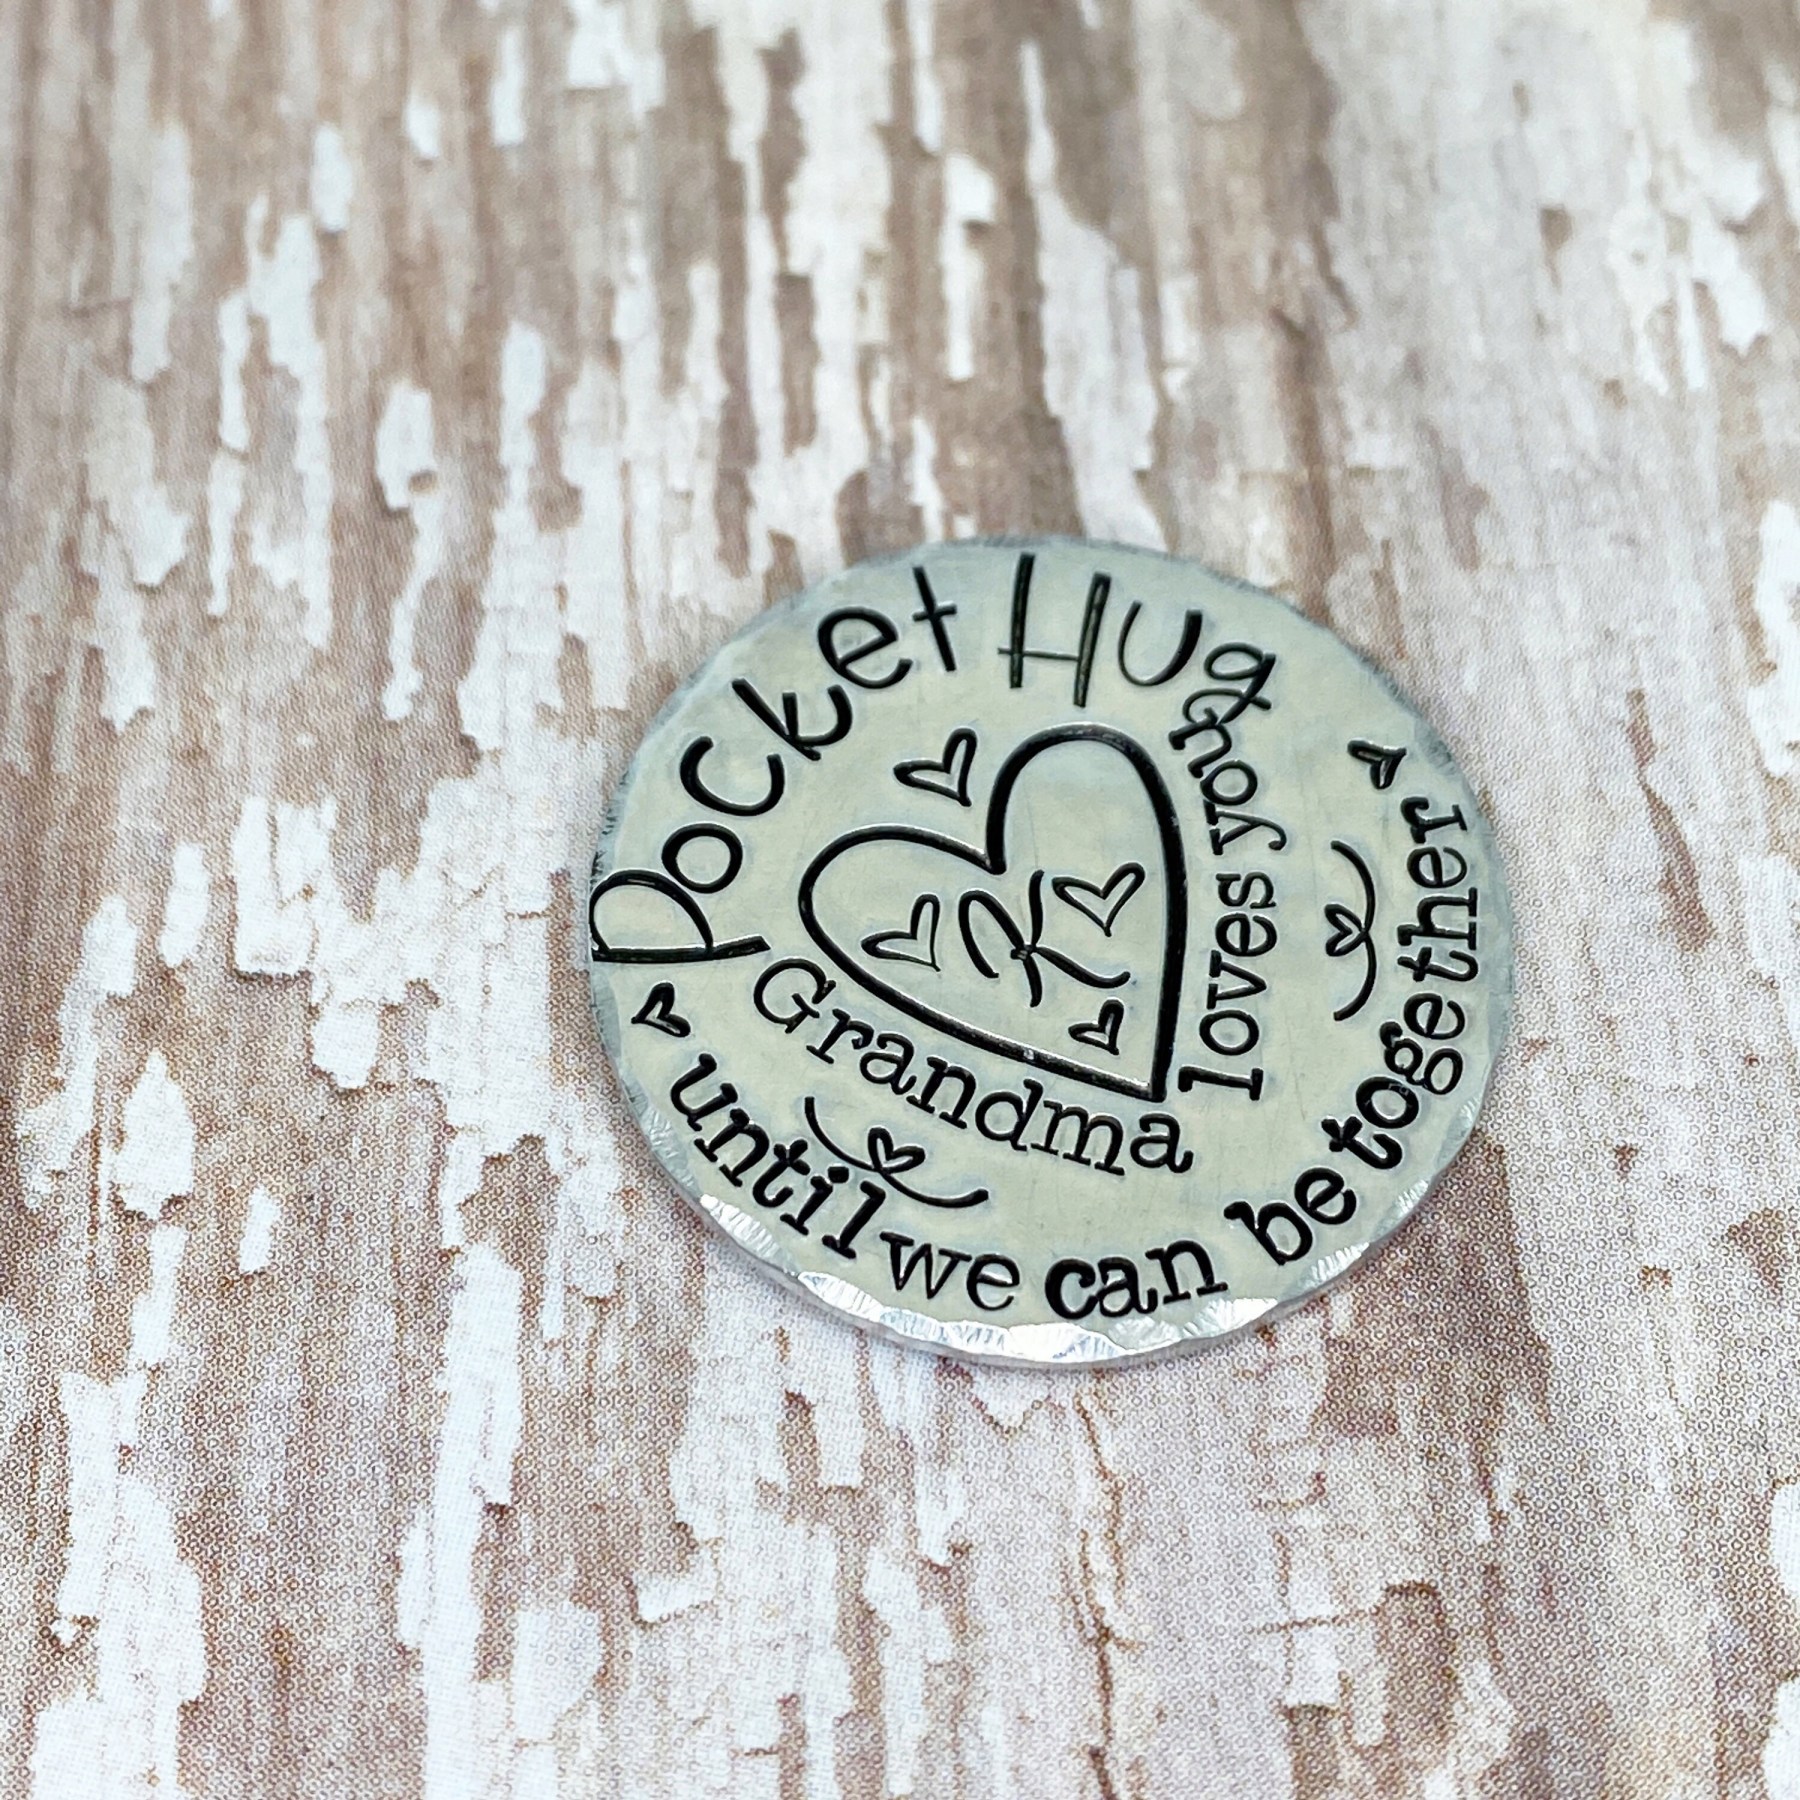 Pocket Hug
until we can be together
Grandma loves you
K